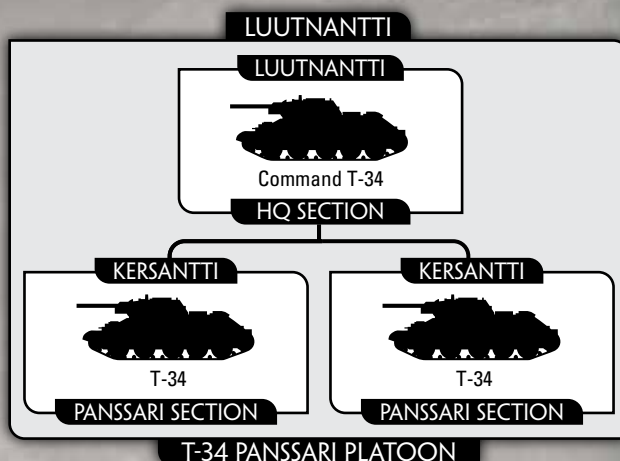 LUUTNANTTI
LUUTNANTTI
Command T-34
HQ SECTION
KERSANTTI
KERSANTTI
T-34
T-34
PANSSARI SECTION
PANSSARI SECTION
T-34 PANSSARI PLATOON